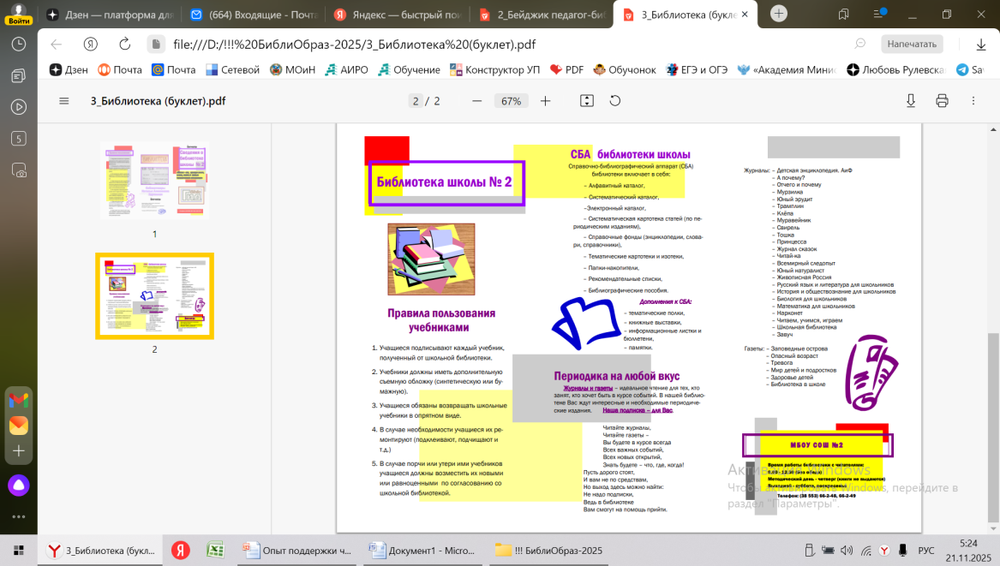 Войти
Дзен — платформа для
(664) Входящие - Почта
Яндекс — быстрый пои
2_Бейджик педагог-биб
3_Библиотека (букле
file:///D:/!!!%20БиблиОбраз-2025/3_Библиотека%20(буклет).pdf
Напечатать
Дзен
Почта
Почта
Сетевой
МОиН
АИРО
Обучение
Конструктор УП
PDF
Обучонок
ЕГЭ и ОГЭ
«Академия Минис
Любовь Рулевска
3_Библиотека (буклет).pdf
2 / 2
67%
5
1
2
Библиотека школы № 2
Правила пользования
учебниками
1. Учащиеся подписывают каждый учебник,
полученный от школьной библиотеки.
2. Учебники должны иметь дополнительную
съемную обложку (синтетическую или бу-
мажную).
3. Учащиеся обязаны возвращать школьные
учебники в опрятном виде.
4. В случае необходимости учащиеся их ре-
монтируют (подклеивают, подчищают и
т.д.)
5. В случае порчи или утери ими учебников
учащиеся должны возместить их новыми
или равноценными по согласованию со
школьной библиотекой.
СБА библиотеки школы
Справочно-библиографический аппарат (СБА)
библиотеки включает в себя:
– Алфавитный каталог,
– Систематический каталог,
–Электронный каталог,
– Систематическая картотека статей (по пе-
риодическим изданиям),
– Справочные фонды (энциклопедии, слова-
ри, справочники),
– Тематические картотеки и изотеки,
– Папки-накопители,
– Рекомендательные списки,
– Библиографические пособия.
Дополнения к СБА:
– тематические полки,
– книжные выставки,
– информационные листки и
бюллетени,
– памятки.
Периодика на любой вкус
Журналы и газеты – идеальное чтение для тех, кто
занят, кто хочет быть в курсе событий. В нашей библио-
теке Вас ждут интересные и необходимые периодиче-
ские издания. Наша подписка – для Вас.
Читайте журналы,
Читайте газеты –
Вы будете в курсе всегда
Всех важных событий,
Всех новых открытий,
Знать будете – что, где, когда!
Пусть дорого стоят,
И вам не по средствам,
Но выход здесь можно найти:
Не надо подписки,
Ведь в библиотеке
Вам смогут на помощь прийти.
Журналы: – Детская энциклопедия. АиФ
– А почему?
– Отчего и почему
– Мурзилка
– Юный эрудит
– Трамплин
– Клёпа
– Муравейник
– Свирель
– Тошка
– Принцесса
– Журнал сказок
– Читай-ка
– Всемирный следопыт
– Юный натуралист
– Живописная Россия
– Русский язык и литература для школьников
– История и обществознание для школьников
– Биология для школьников
– Математика для школьников
– Нарконет
– Читаем, учимся, играем
– Школьная библиотека
– Завуч
Газеты: – Заповедные острова
– Опасный возраст
– Тревога
– Мир детей и подростков
– Здоровье детей
– Библиотека в школе
МБОУ СОШ №2
Время работы библиотеки с читателями:
8.00 - 12.30 (без обеда)
Методический день - четверг (книги не выдаются)
Выходной - суббота, воскресенье
Телефон: (38 553) 66-2-48, 66-2-49
Активация Windows
Чтобы активировать Windows, перейдите в
раздел "Параметры".
3_Библиотека (букл...
Опыт поддержки ч...
Документ1 - Micro...
!!! БиблиОбраз-2025
РУС
5:24
21.11.2025